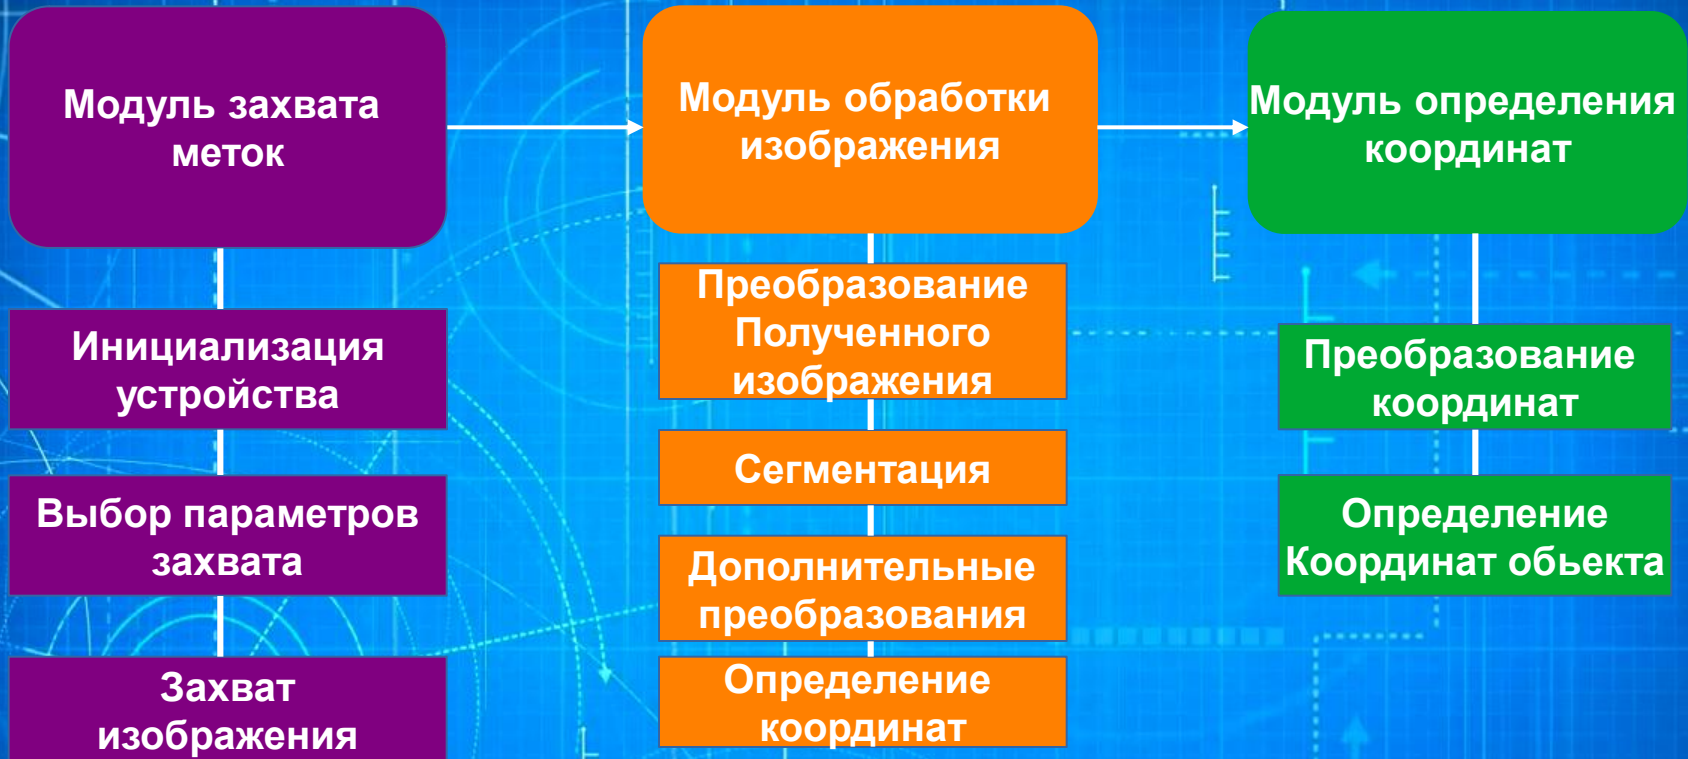 Модуль захвата
меток
Инициализация
устройства
Выбор параметров
захвата
Захват
изображения
Модуль обработки
изображения
Преобразование
Полученного
изображения
Сегментация
Дополнительные
преобразования
Определение
координат
Модуль определения
координат
Преобразование
координат
Определение
Координат обьекта